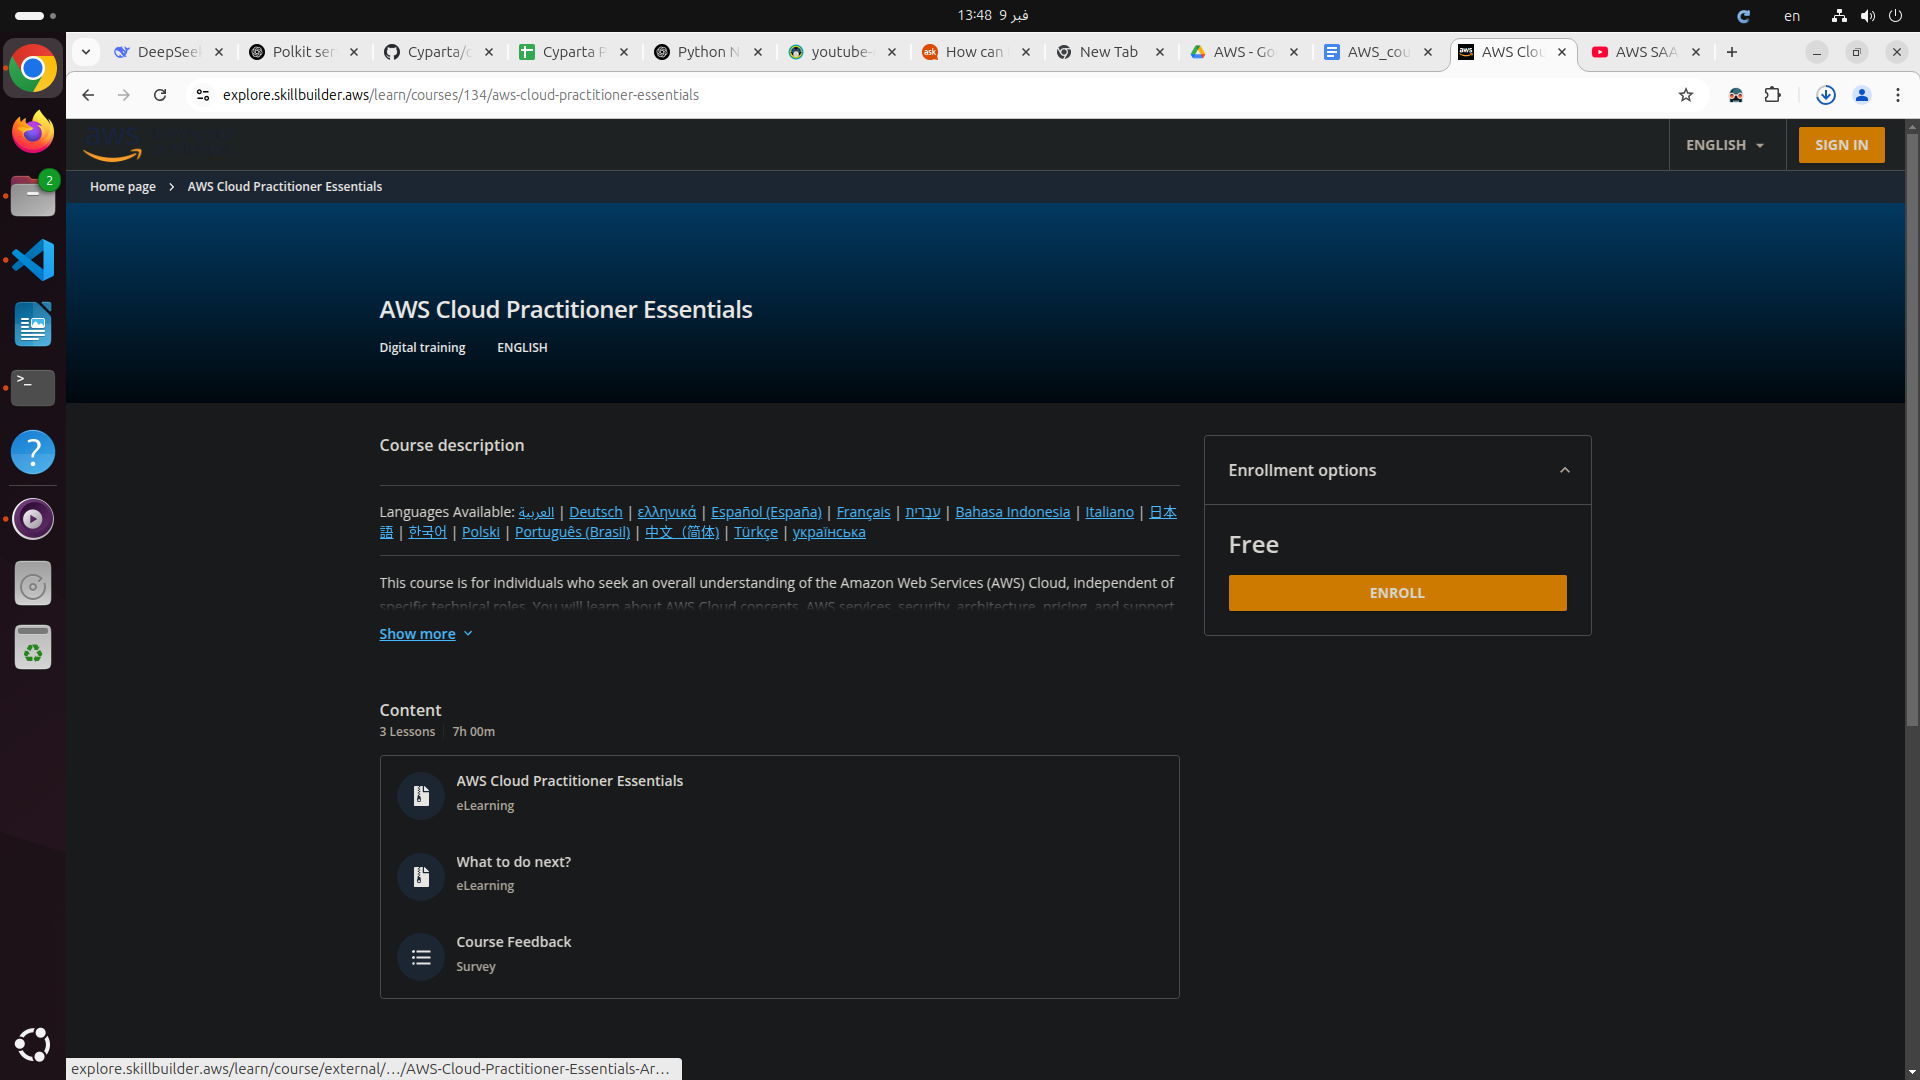 13:48 9 فبر
en
DeepSeek
Polkit ser
Cyparta/c
Cyparta P
Python N
youtube-
How can
New Tab
AWS - Go
AWS_cou
AWS Clou
AWS SAA
explore.skillbuilder.aws/learn/courses/134/aws-cloud-practitioner-essentials
2
aws
ENGLISH
SIGN IN
Home page
AWS Cloud Practitioner Essentials
AWS Cloud Practitioner Essentials
Digital training
ENGLISH
Course description
Enrollment options
Languages Available: العربية | Deutsch | ελληνικά | Español (España) | Français | עברית | Bahasa Indonesia | Italiano | 日本
語 | 한국어 | Polski | Português (Brasil) | 中文（简体) | Türkçe | українська
Free
This course is for individuals who seek an overall understanding of the Amazon Web Services (AWS) Cloud, independent of
specific technical roles. You will learn about AWS Cloud concepts, AWS services, security, architecture, pricing, and support
ENROLL
Show more
Content
3 Lessons
7h 00m
AWS Cloud Practitioner Essentials
eLearning
What to do next?
eLearning
Course Feedback
Survey
explore.skillbuilder.aws/learn/course/external/…/AWS-Cloud-Practitioner-Essentials-Ar…